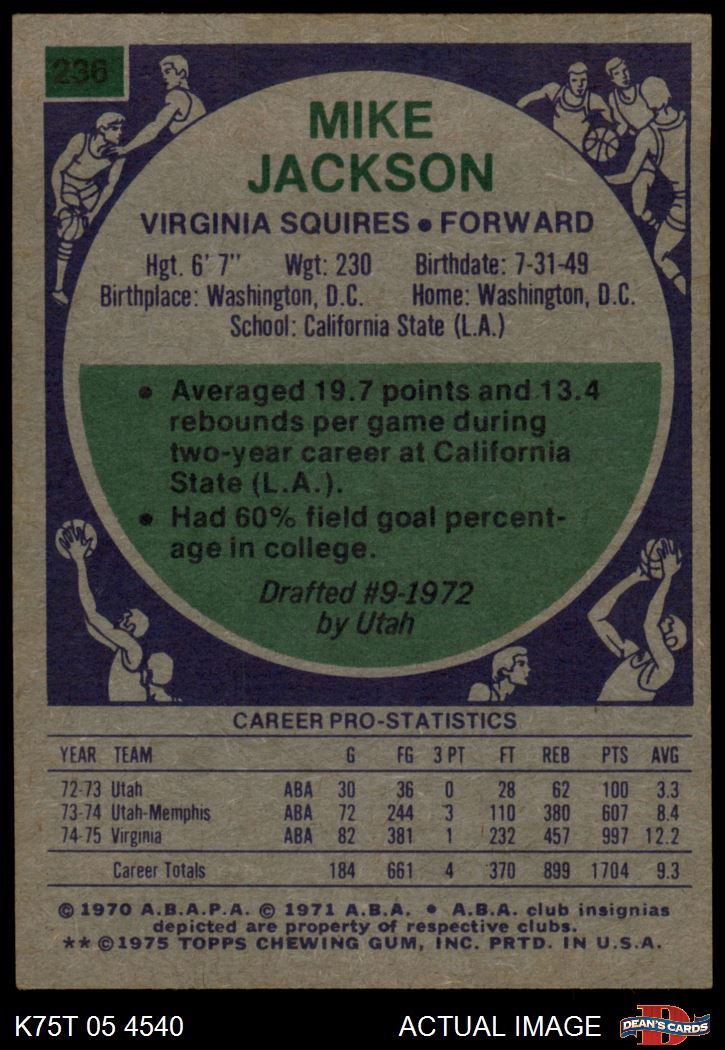 236
MIKE
JACKSON
VIRGINIA SQUIRES • FORWARD
Hgt. 6' 7" Wgt: 230 Birthdate: 7-31-49
Birthplace: Washington, D.C. Home: Washington, D.C.
School: California State (L.A.)
• Averaged 19.7 points and 13.4
rebounds per game during
two-year career at California
State (L.A.).
• Had 60% field goal percent-
age in college.
Drafted #9-1972
by Utah
CAREER PRO-STATISTICS
YEAR TEAM G FG 3 PT FT REB PTS AVG
72-73 Utah ABA 30 36 0 28 62 100 3.3
73-74 Utah-Memphis ABA 72 244 3 110 380 607 8.4
74-75 Virginia ABA 82 381 1 232 457 997 12.2
Career Totals 184 661 4 370 899 1704 9.3
© 1970 A.B.A.P.A. © 1971 A.B.A. • A.B.A. club insignias
depicted are property of respective clubs.
** © 1975 TOPPS CHEWING GUM, INC. PRTD. IN U.S.A.
K75T 05 4540 ACTUAL IMAGE
D
DEAN'S CARDS